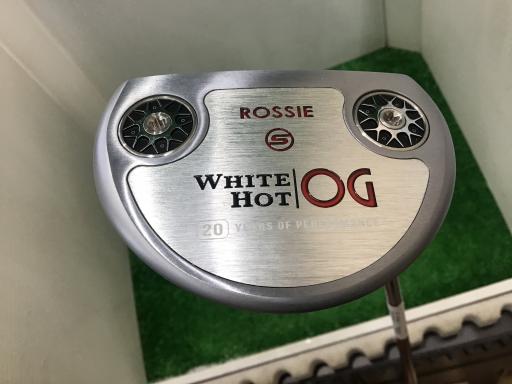 ROSSIE
S
WHITE HOT OG
20 YEARS OF PERFORMANCE